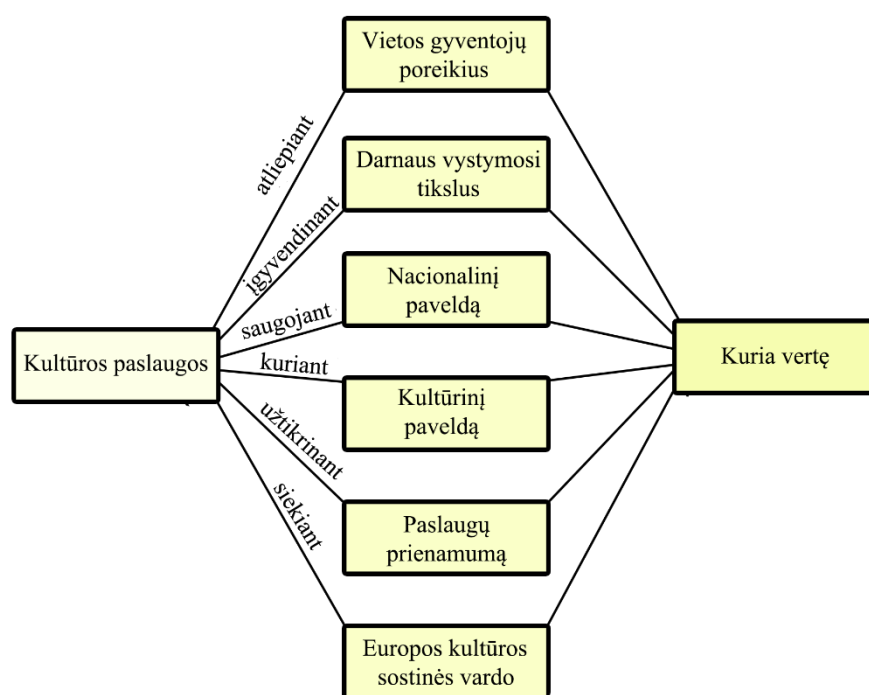 Vietos gyventojų
poreikius
atliepiant
Darnaus vystymosi
tikslus
įgyvendinant
Nacionalinį
paveldą
saugojant
Kultūros paslaugos
Kuria vertę
kuriant
Kultūrinį
paveldą
užtikrinant
Paslaugų
prienamumą
siekiant
Europos kultūros
sostinės vardo